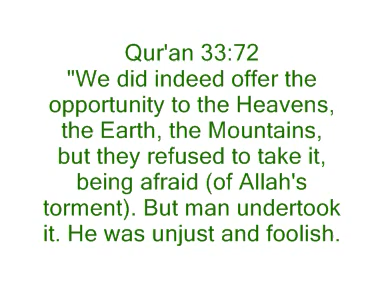 Qur'an 33:72
"We did indeed offer the
opportunity to the Heavens,
the Earth, the Mountains,
but they refused to take it,
being afraid (of Allah's
torment). But man undertook
it. He was unjust and foolish.